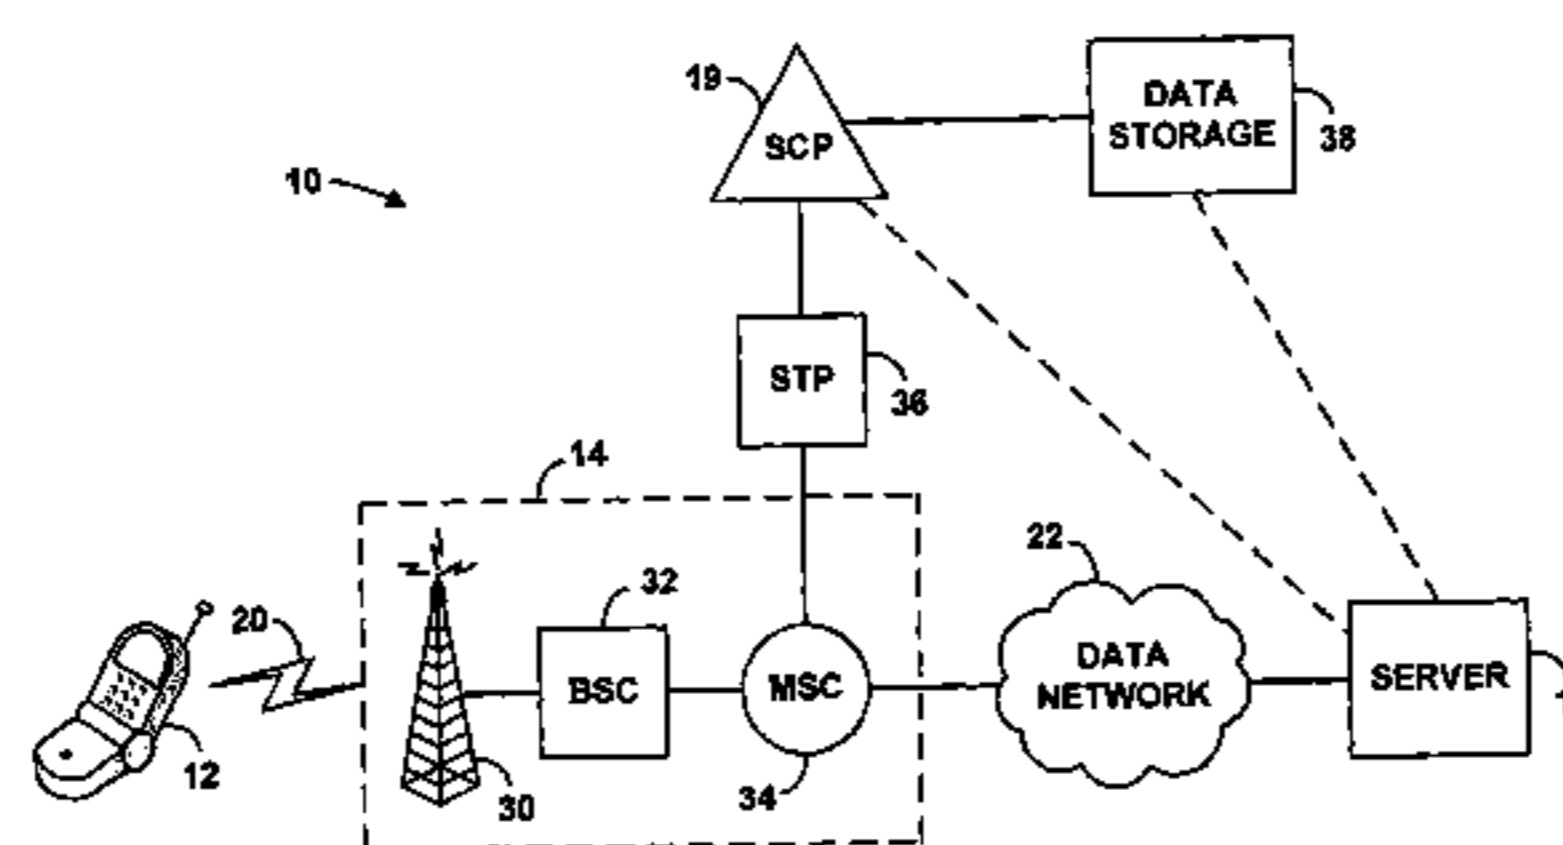 19
SCP
DATA
STORAGE
38
10
STP
36
14
22
32
20
BSC
MSC
DATA
NETWORK
SERVER
12
30
34